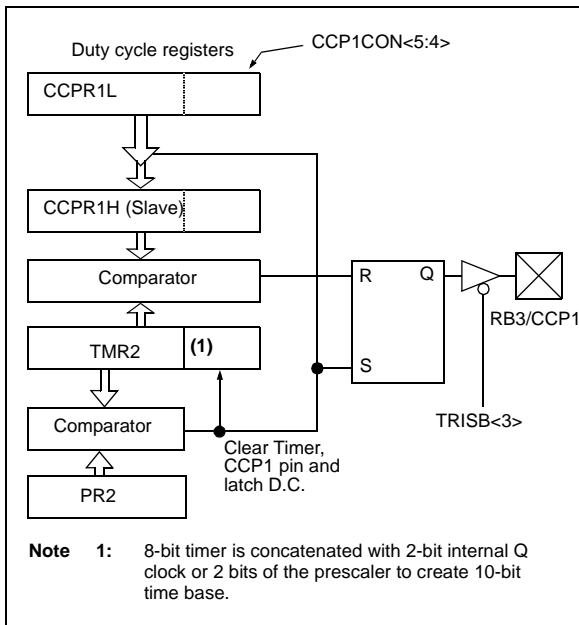 Duty cycle registers
CCP1CON<5:4>
CCPR1L
CCPR1H (Slave)
Comparator
R
Q
RB3/CCP1
TMR2
(1)
S
TRISB<3>
Comparator
Clear Timer,
CCP1 pin and
latch D.C.
PR2
Note 1: 8-bit timer is concatenated with 2-bit internal Q
clock or 2 bits of the prescaler to create 10-bit
time base.